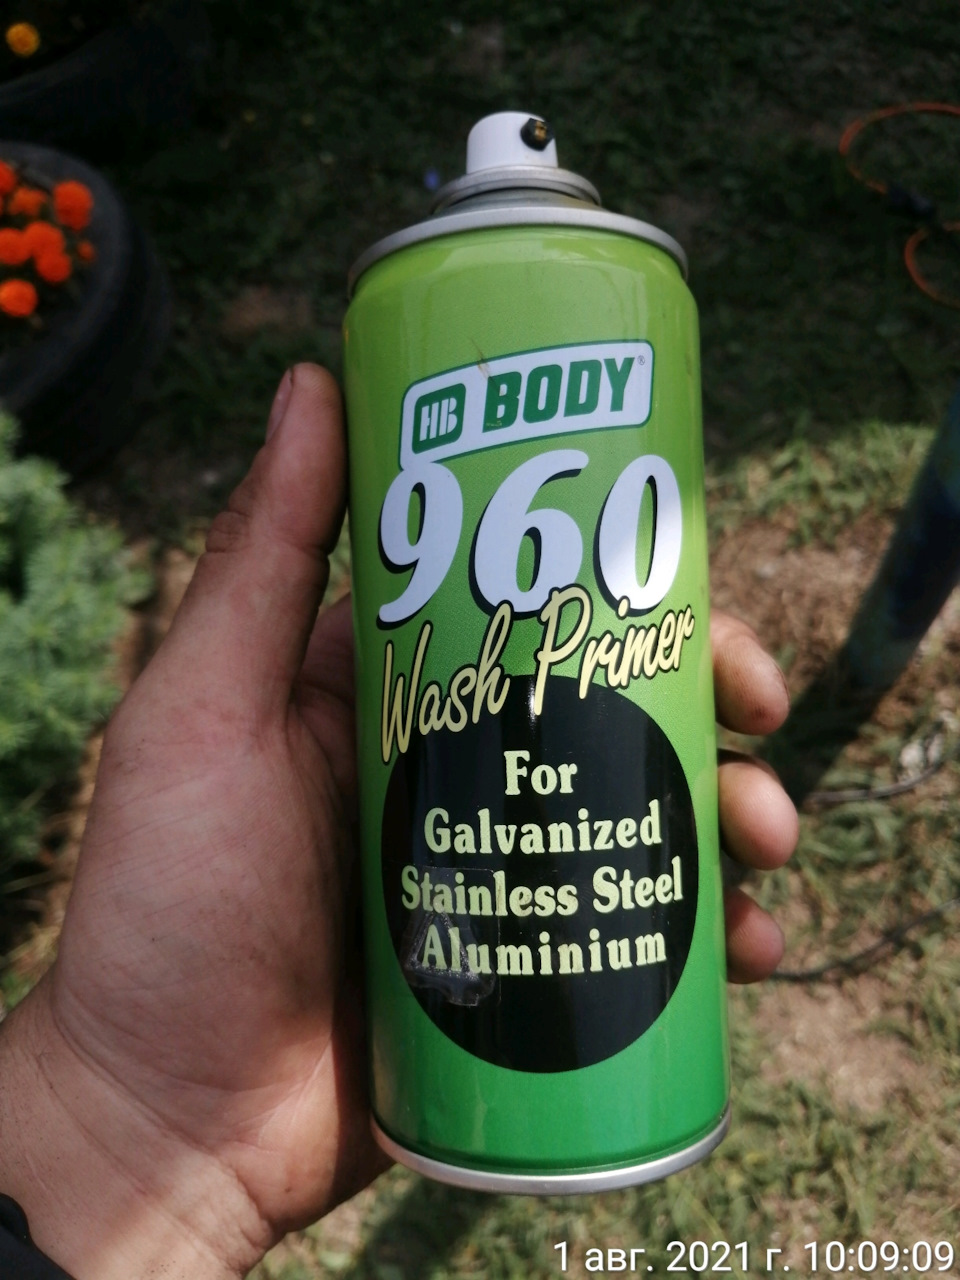 HB BODY®
960
Wash Primer
For
Galvanized
Stainless Steel
Aluminium
1 авг. 2021 г. 10:09:09